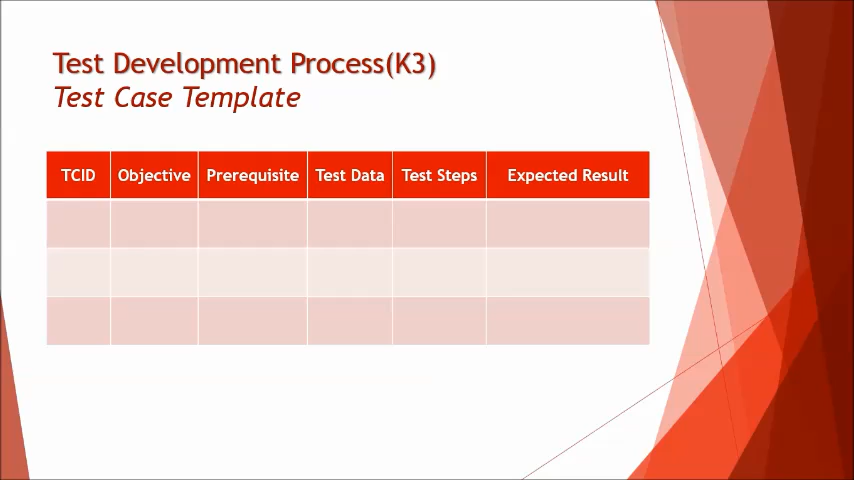 Test Development Process(K3)
Test Case Template
TCID Objective Prerequisite Test Data Test Steps Expected Result